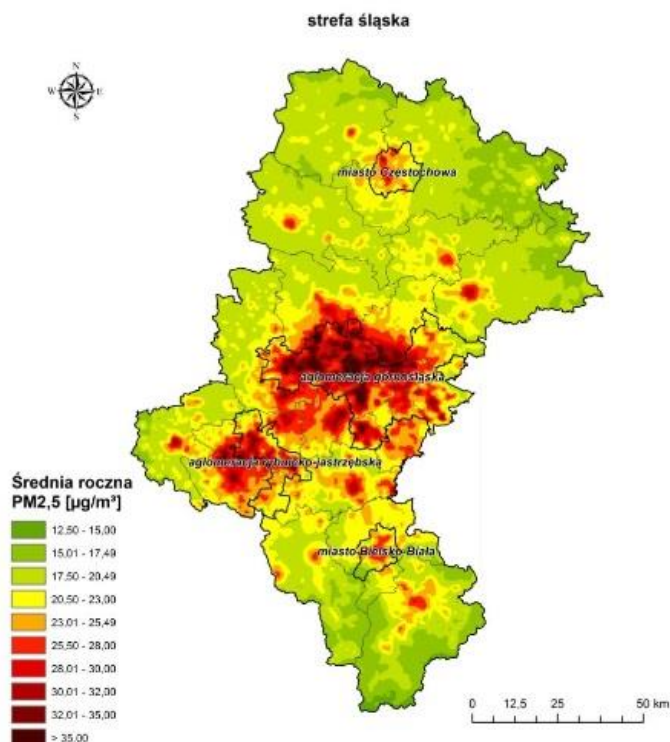 strefa śląska
N
W E
S
miasto Częstochowa
aglomeracja górnośląska
aglomeracja rybnicko-jastrzębska
miasto Bielsko-Biała
Średnia roczna
PM2,5 [µg/m³]
12,50 - 15,00
15,01 - 17,49
17,50 - 20,49
20,50 - 23,00
23,01 - 25,49
25,50 - 28,00
28,01 - 30,00
30,01 - 32,00
32,01 - 35,00
> 35,00
0 12,5 25 50 km